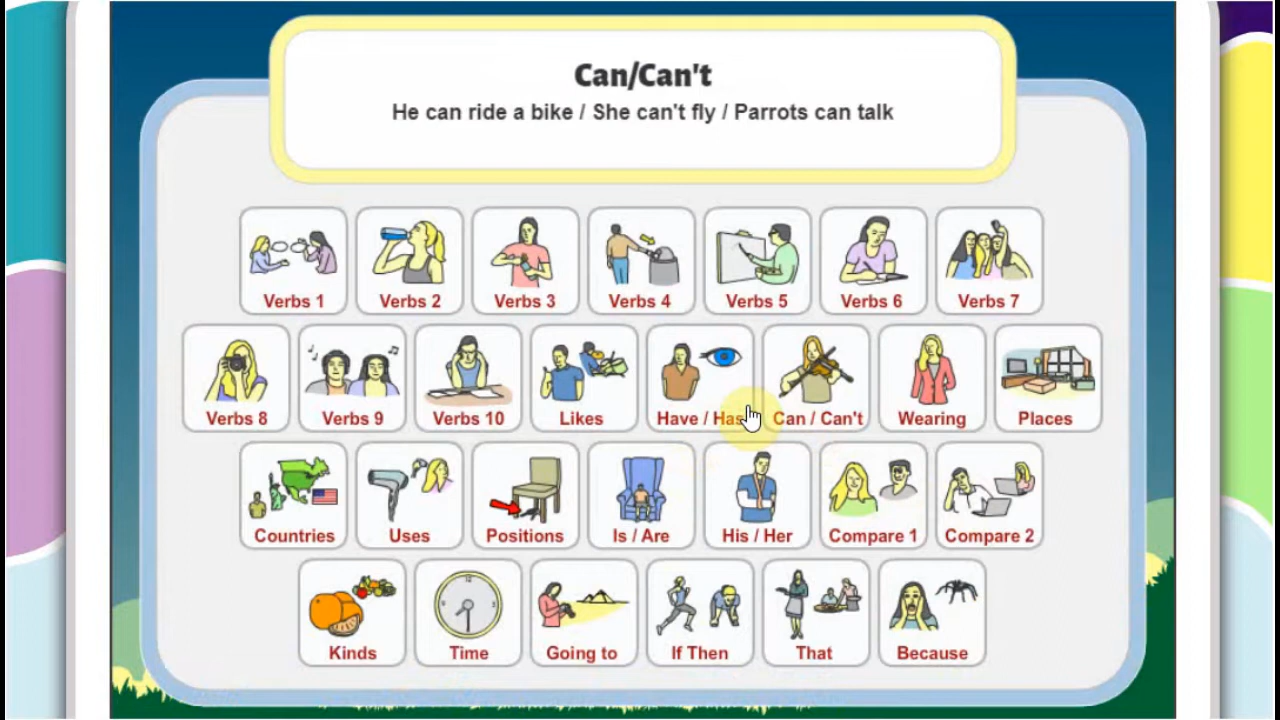 Can/Can't
He can ride a bike / She can't fly / Parrots can talk
Verbs 1
Verbs 2
Verbs 3
Verbs 4
Verbs 5
Verbs 6
Verbs 7
Verbs 8
Verbs 9
Verbs 10
Likes
Have / Has
Can / Can't
Wearing
Places
Countries
Uses
Positions
Is / Are
His / Her
Compare 1
Compare 2
Kinds
Time
Going to
If Then
That
Because